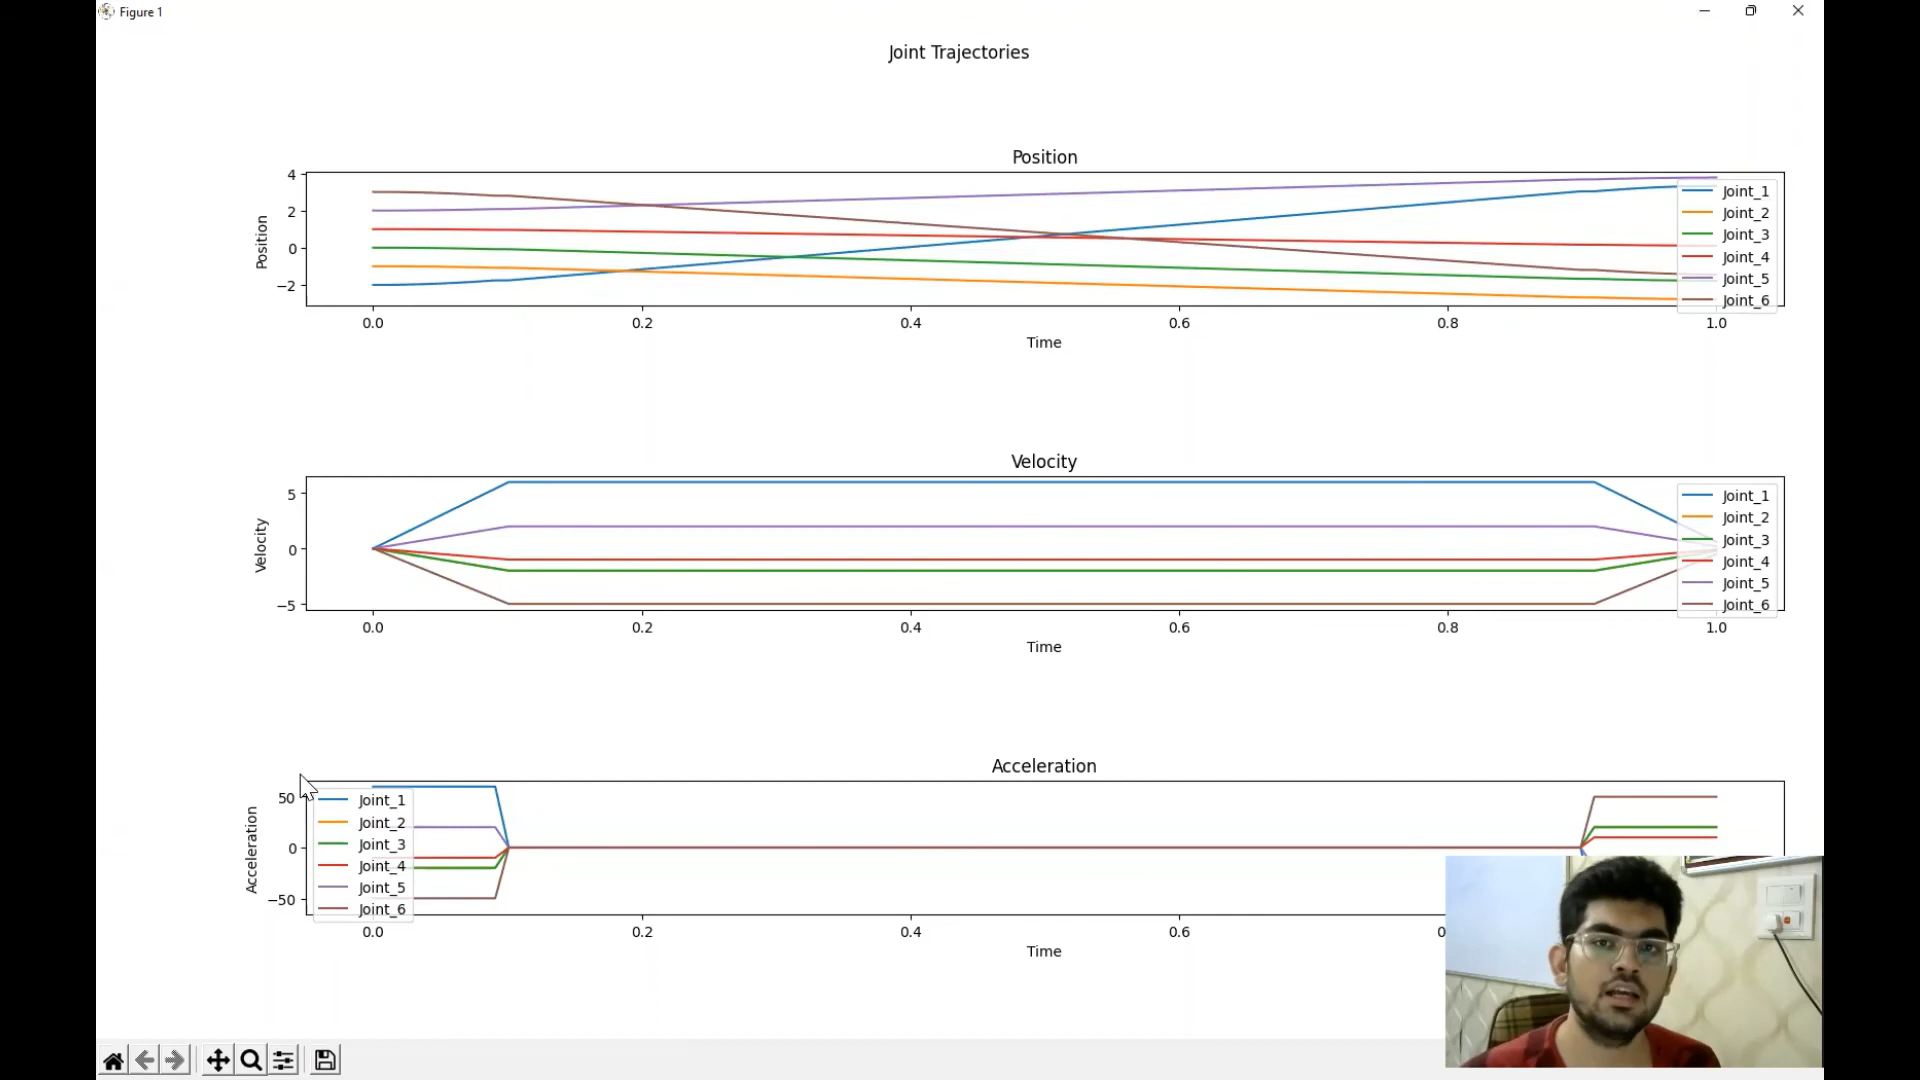 Figure 1
Joint Trajectories
Position
Position
4
2
0
−2
Joint_1
Joint_2
Joint_3
Joint_4
Joint_5
Joint_6
0.0 0.2 0.4 0.6 0.8 1.0
Time
Velocity
Velocity
5
0
−5
Joint_1
Joint_2
Joint_3
Joint_4
Joint_5
Joint_6
0.0 0.2 0.4 0.6 0.8 1.0
Time
Acceleration
Acceleration
50
0
−50
Joint_1
Joint_2
Joint_3
Joint_4
Joint_5
Joint_6
0.0 0.2 0.4 0.6
Time